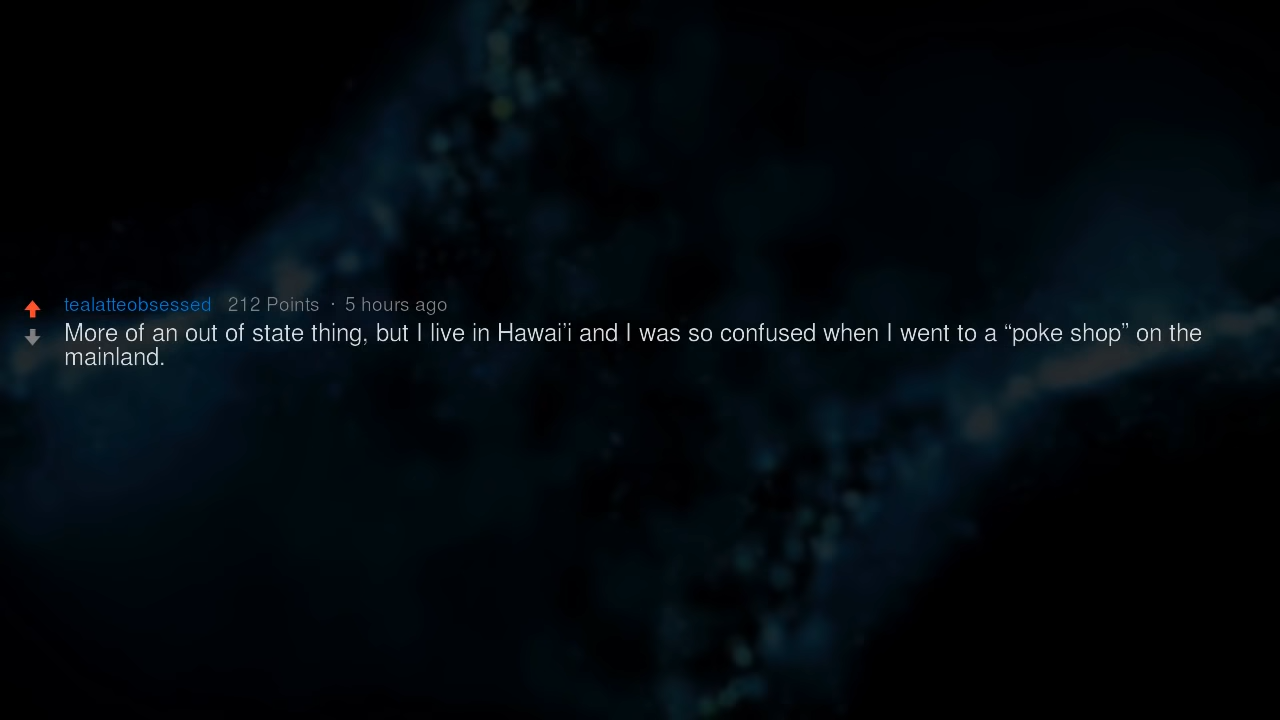 tealatteobsessed 212 Points · 5 hours ago
More of an out of state thing, but I live in Hawai’i and I was so confused when I went to a “poke shop” on the
mainland.